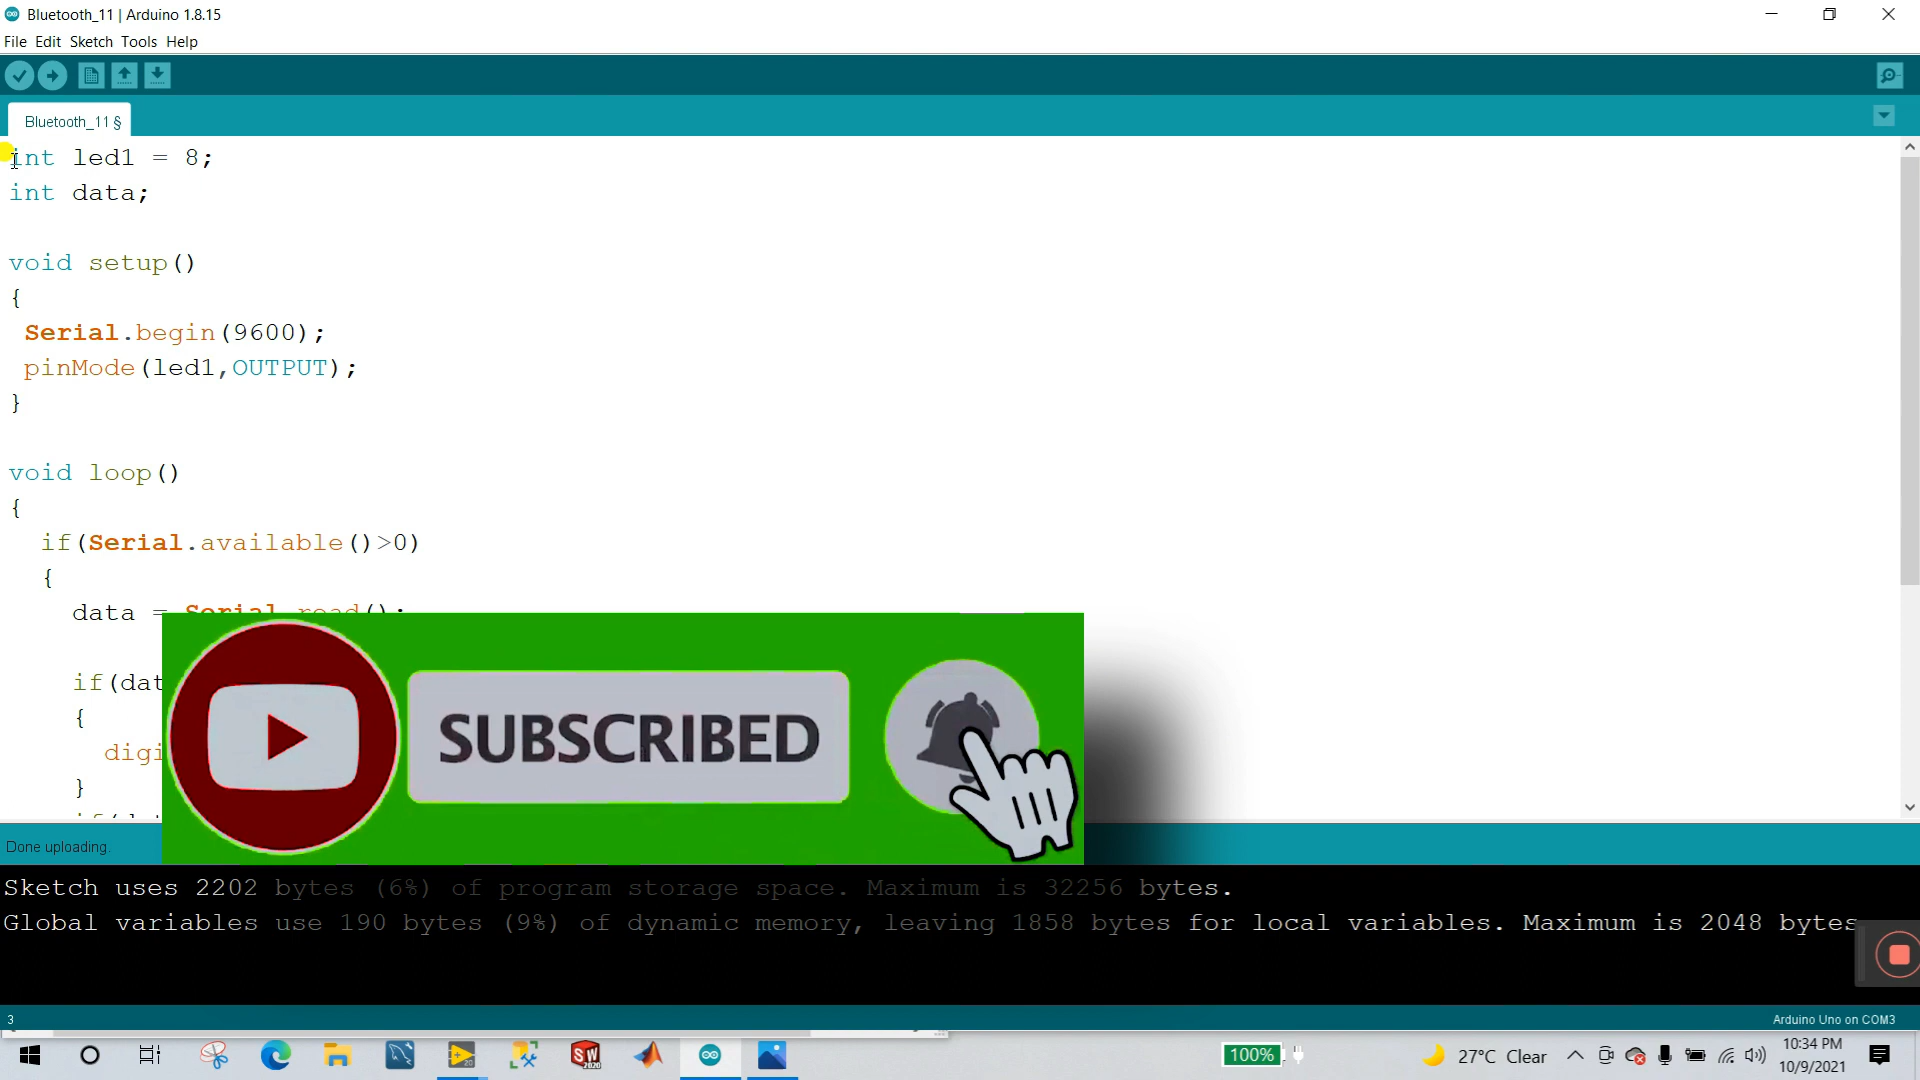 Bluetooth_11 | Arduino 1.8.15
File Edit Sketch Tools Help
Bluetooth_11 §
int led1 = 8;
int data;
void setup()
{
Serial.begin(9600);
pinMode(led1,OUTPUT);
}
void loop()
{
if(Serial.available()>0)
{
data = Serial.read();
if(dat
{
digi
}
SUBSCRIBED
Done uploading.
Sketch uses 2202 bytes (6%) of program storage space. Maximum is 32256 bytes.
Global variables use 190 bytes (9%) of dynamic memory, leaving 1858 bytes for local variables. Maximum is 2048 bytes
3
Arduino Uno on COM3
100%
27°C Clear
10:34 PM
10/9/2021